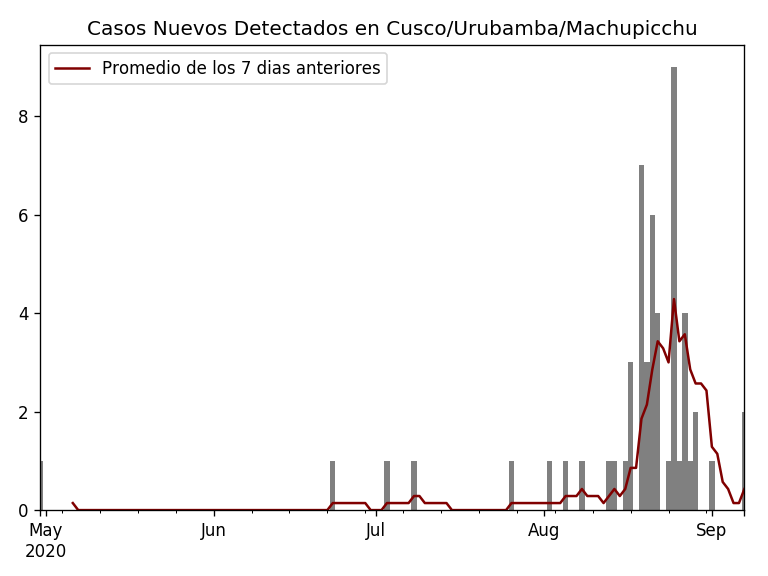 Casos Nuevos Detectados en Cusco/Urubamba/Machupicchu
Promedio de los 7 dias anteriores
8
6
4
2
0
May Jun Jul Aug Sep
2020